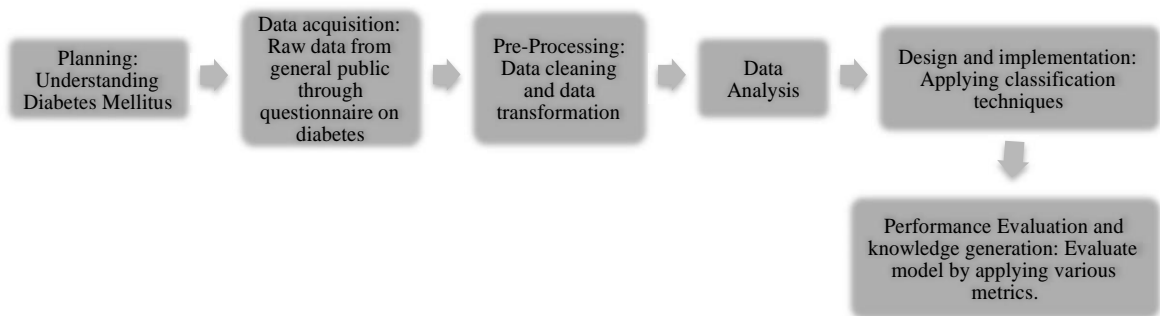 Planning:
Understanding
Diabetes Mellitus
Data acquisition:
Raw data from
general public
through
questionnaire on
diabetes
Pre-Processing:
Data cleaning
and data
transformation
Data
Analysis
Design and implementation:
Applying classification
techniques
Performance Evaluation and
knowledge generation: Evaluate
model by applying various
metrics.